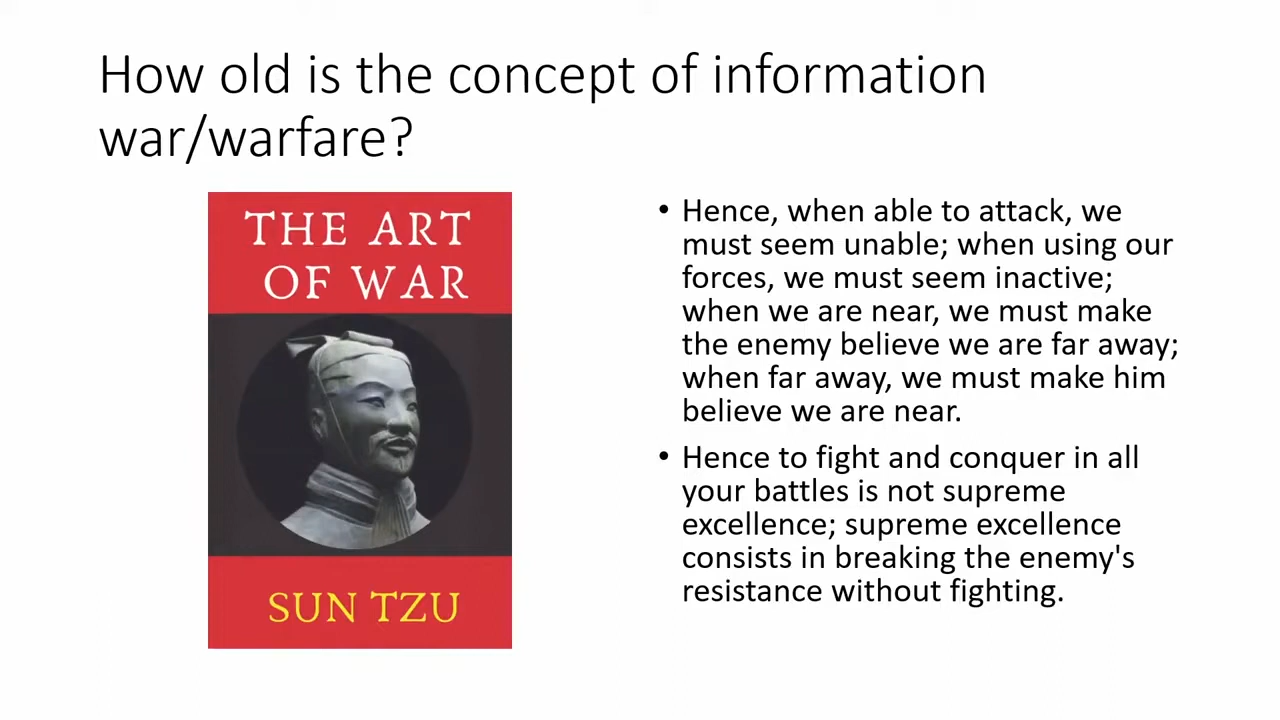 How old is the concept of information
war/warfare?
THE ART
OF WAR
SUN TZU
• Hence, when able to attack, we
must seem unable; when using our
forces, we must seem inactive;
when we are near, we must make
the enemy believe we are far away;
when far away, we must make him
believe we are near.
• Hence to fight and conquer in all
your battles is not supreme
excellence; supreme excellence
consists in breaking the enemy's
resistance without fighting.